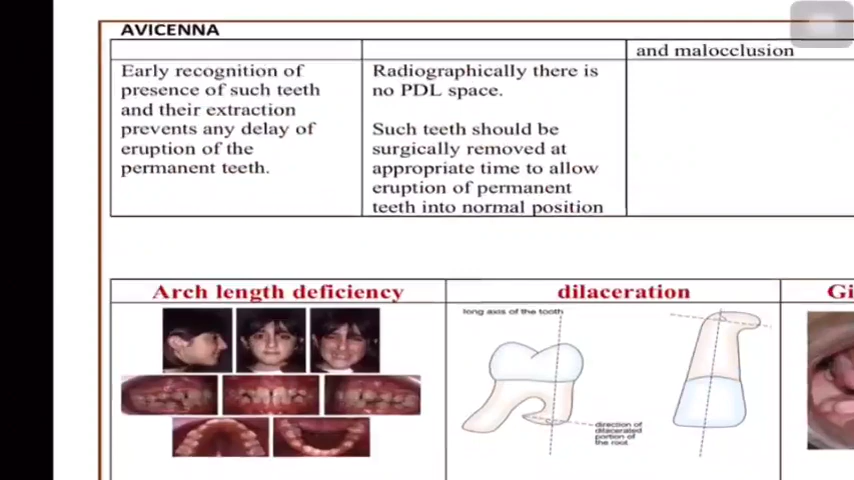 AVICENNA
and malocclusion
Early recognition of
presence of such teeth
and their extraction
prevents any delay of
eruption of the
permanent teeth.
Radiographically there is
no PDL space.
Such teeth should be
surgically removed at
appropriate time to allow
eruption of permanent
teeth into normal position
Arch length deficiency
dilaceration
Gi
long axis of the tooth
direction of
dilacerated
portion of
the root